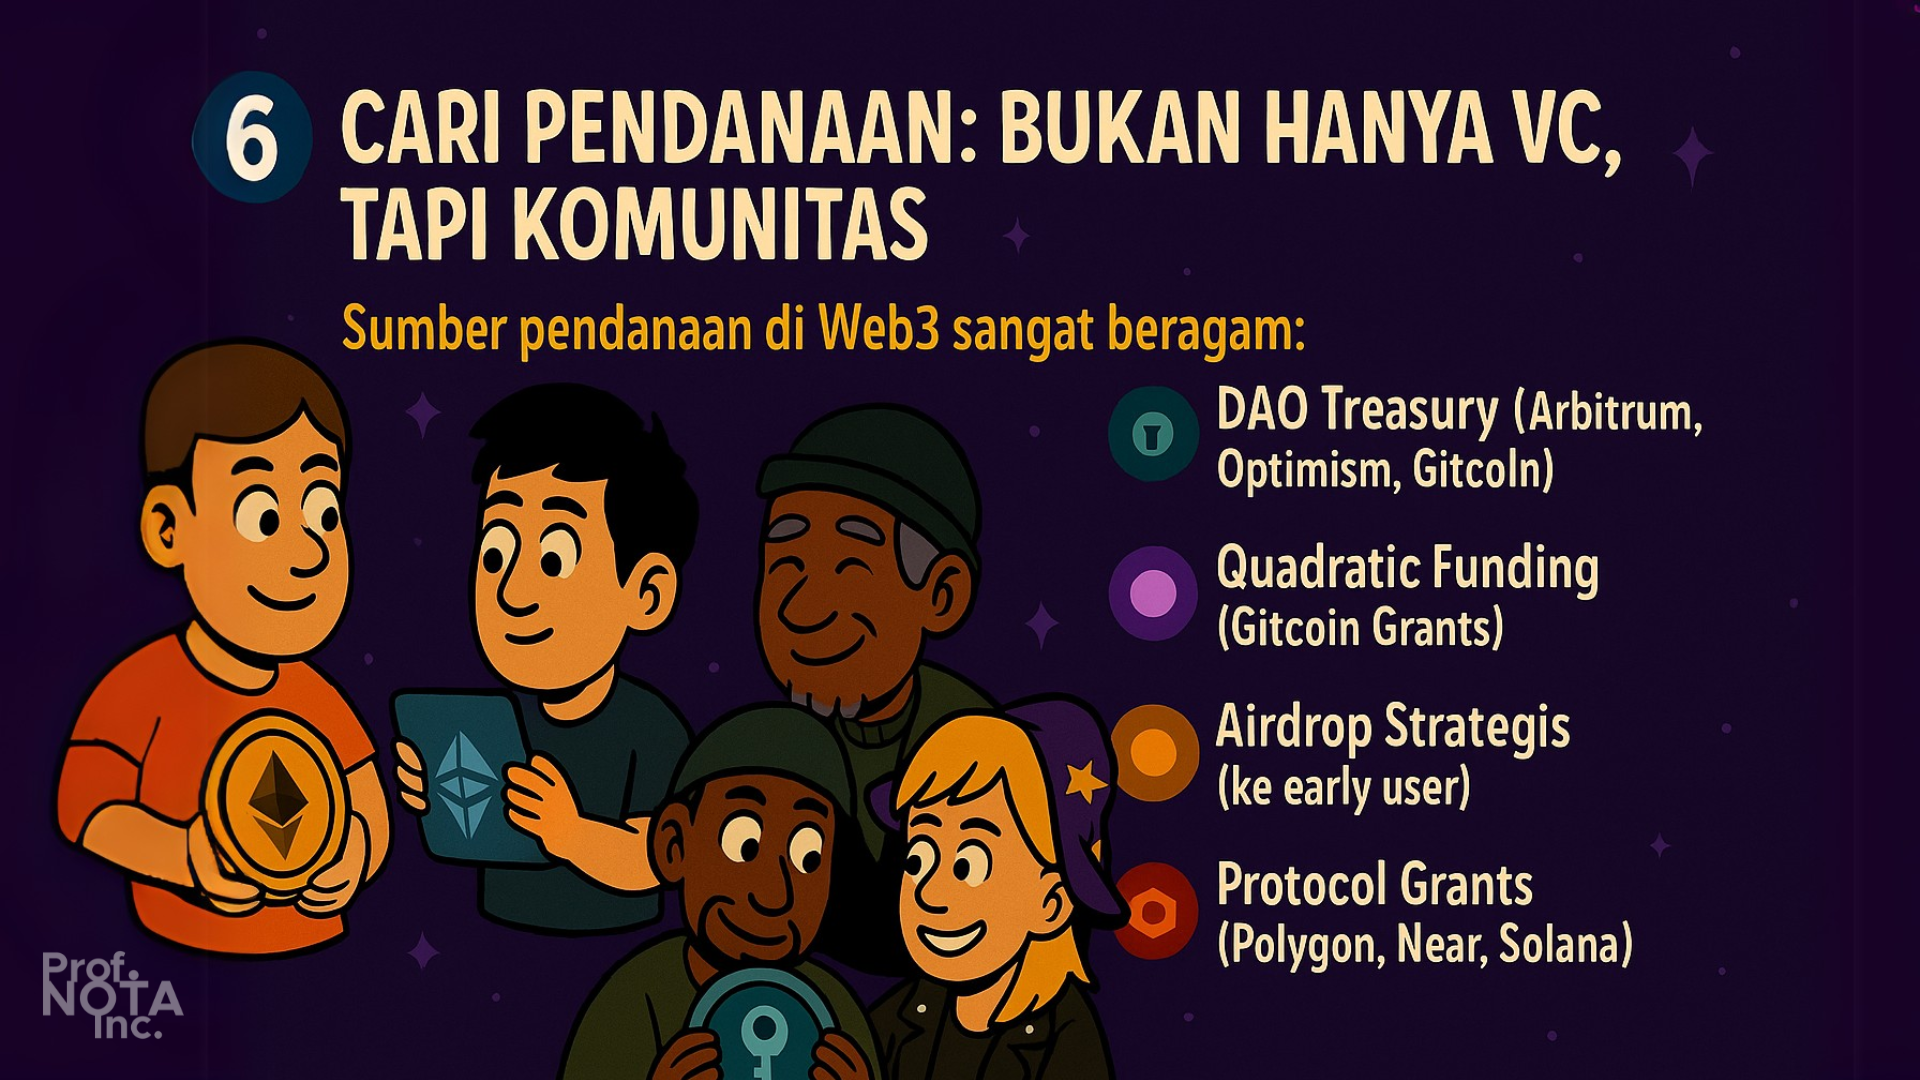 6
CARI PENDANAAN: BUKAN HANYA VC,
TAPI KOMUNITAS
Sumber pendanaan di Web3 sangat beragam:
DAO Treasury (Arbitrum,
Optimism, Gitcoln)
Quadratic Funding
(Gitcoin Grants)
Airdrop Strategis
(ke early user)
Protocol Grants
(Polygon, Near, Solana)
Prof.
NOTA
Inc.